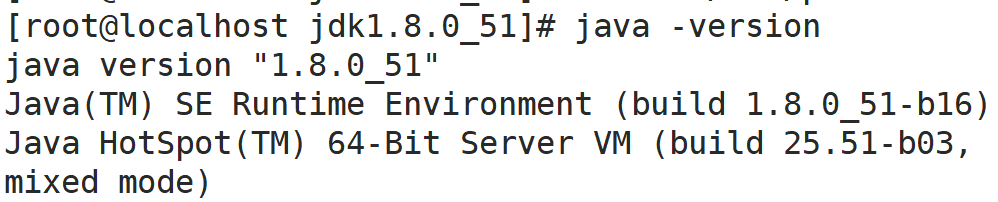 [root@localhost jdk1.8.0_51]# java -version
java version "1.8.0_51"
Java(TM) SE Runtime Environment (build 1.8.0_51-b16)
Java HotSpot(TM) 64-Bit Server VM (build 25.51-b03,
mixed mode)